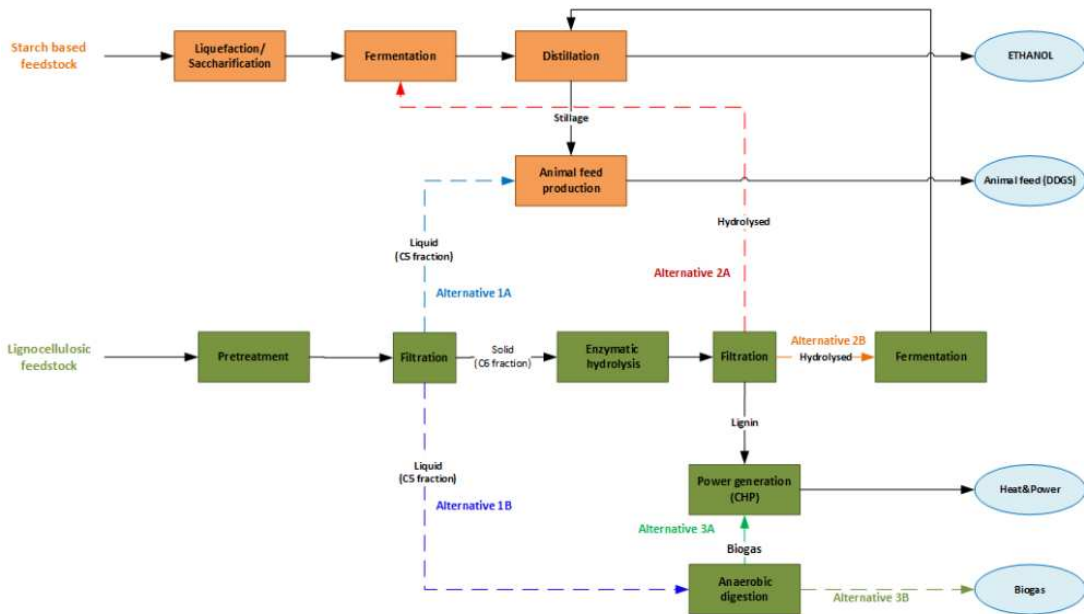 Starch based
feedstock
Liquefaction/
Saccharification
Fermentation
Distillation
ETHANOL
Stillage
Animal feed
production
Animal feed (DDGS)
Liquid
(C5 fraction)
Hydrolysed
Alternative 1A
Alternative 2A
Lignocellulosic
feedstock
Pretreatment
Filtration
Solid
(C6 fraction)
Enzymatic
hydrolysis
Filtration
Alternative 2B
Hydrolysed
Fermentation
Lignin
Liquid
(C5 fraction)
Alternative 1B
Power generation
(CHP)
Heat&Power
Alternative 3A
Biogas
Anaerobic
digestion
Alternative 3B
Biogas